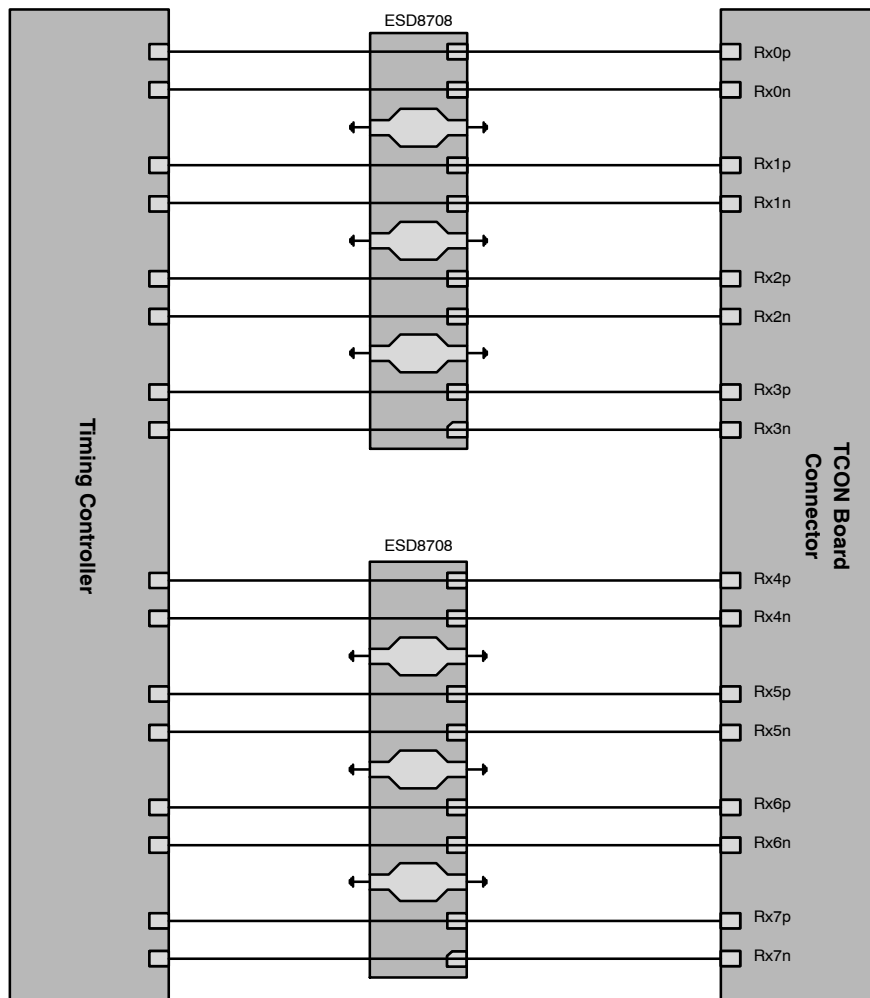 ESD8708
Rx0p
Rx0n
Rx1p
Rx1n
Rx2p
Rx2n
Rx3p
Rx3n
Timing Controller
TCON Board
Connector
ESD8708
Rx4p
Rx4n
Rx5p
Rx5n
Rx6p
Rx6n
Rx7p
Rx7n